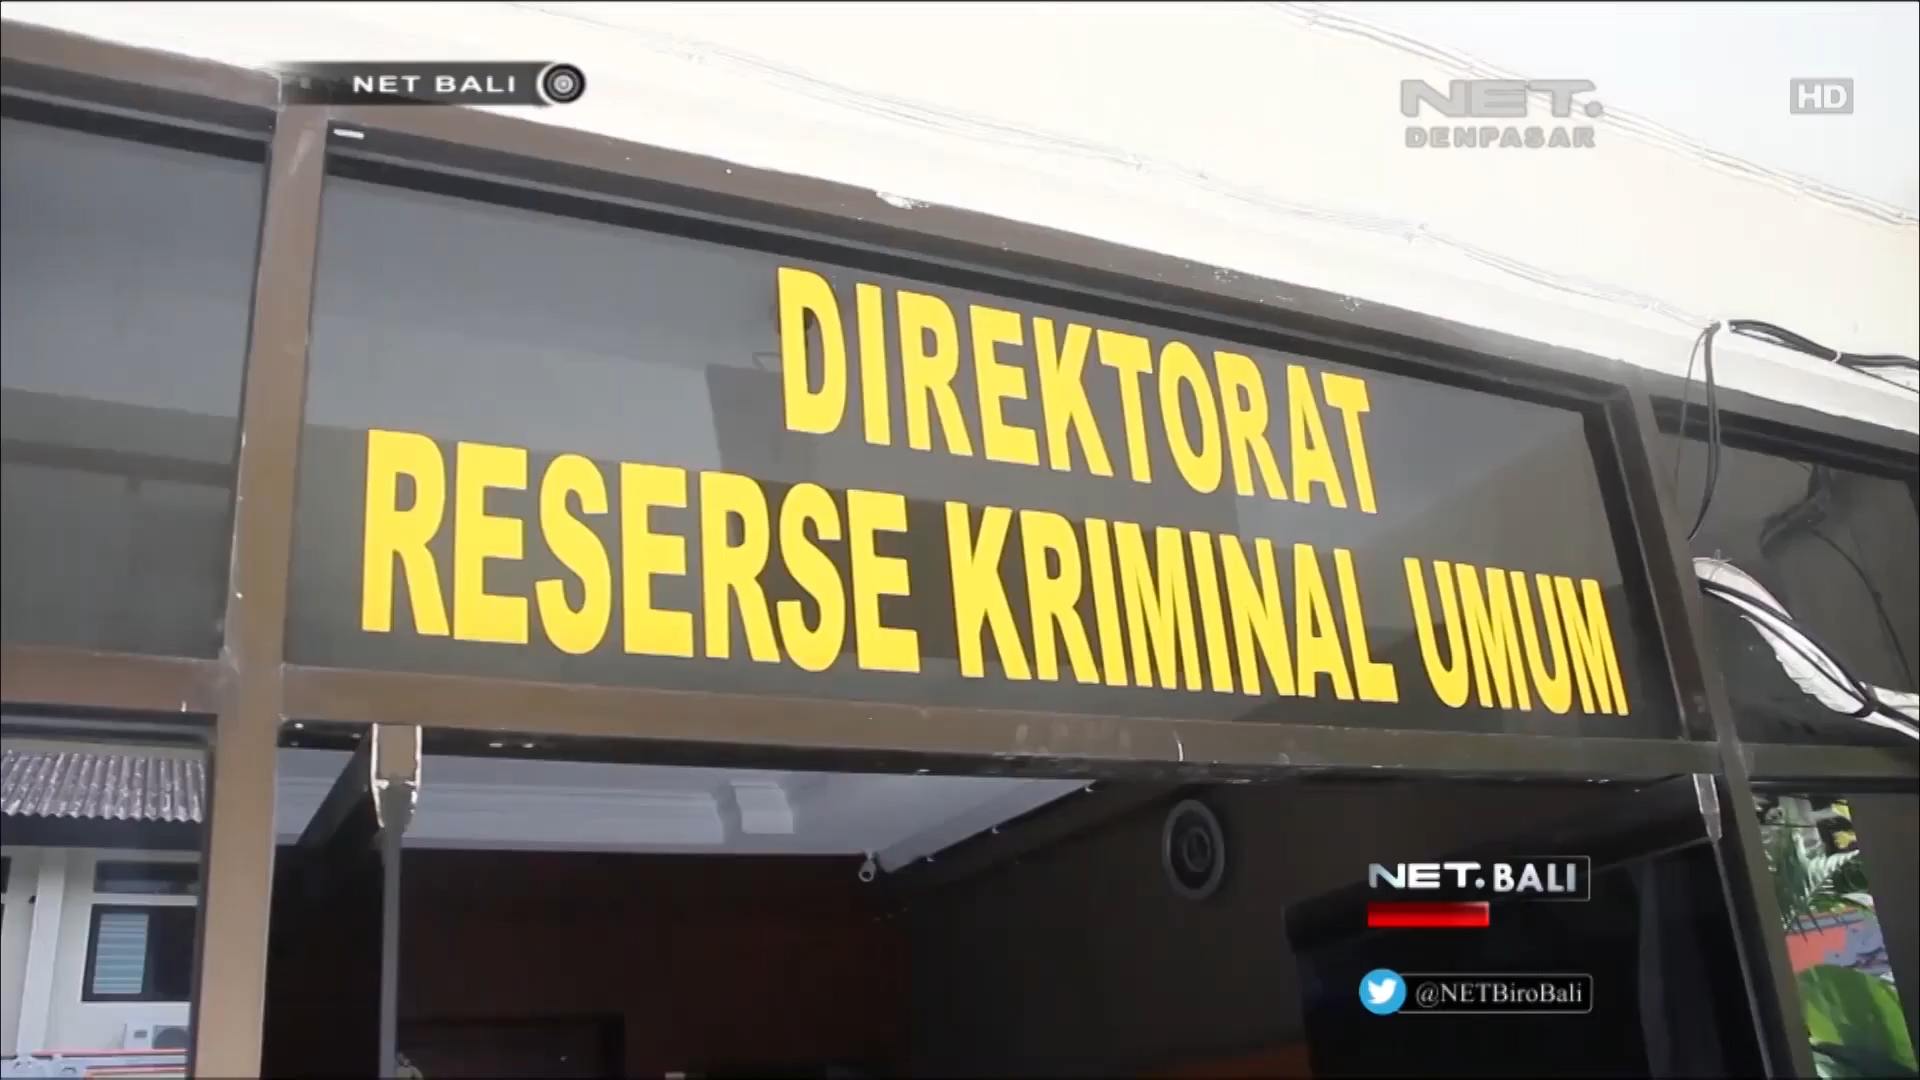 NET BALI
NET.
DENPASAR
HD
DIREKTORAT
RESERSE KRIMINAL UMUM
NET. BALI
@NETBiroBali